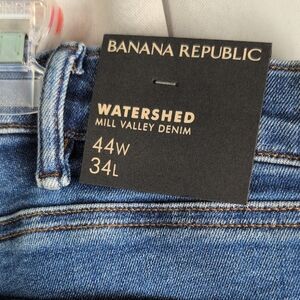 BANANA REPUBLIC
WATERSHED
MILL VALLEY DENIM
44W
34L